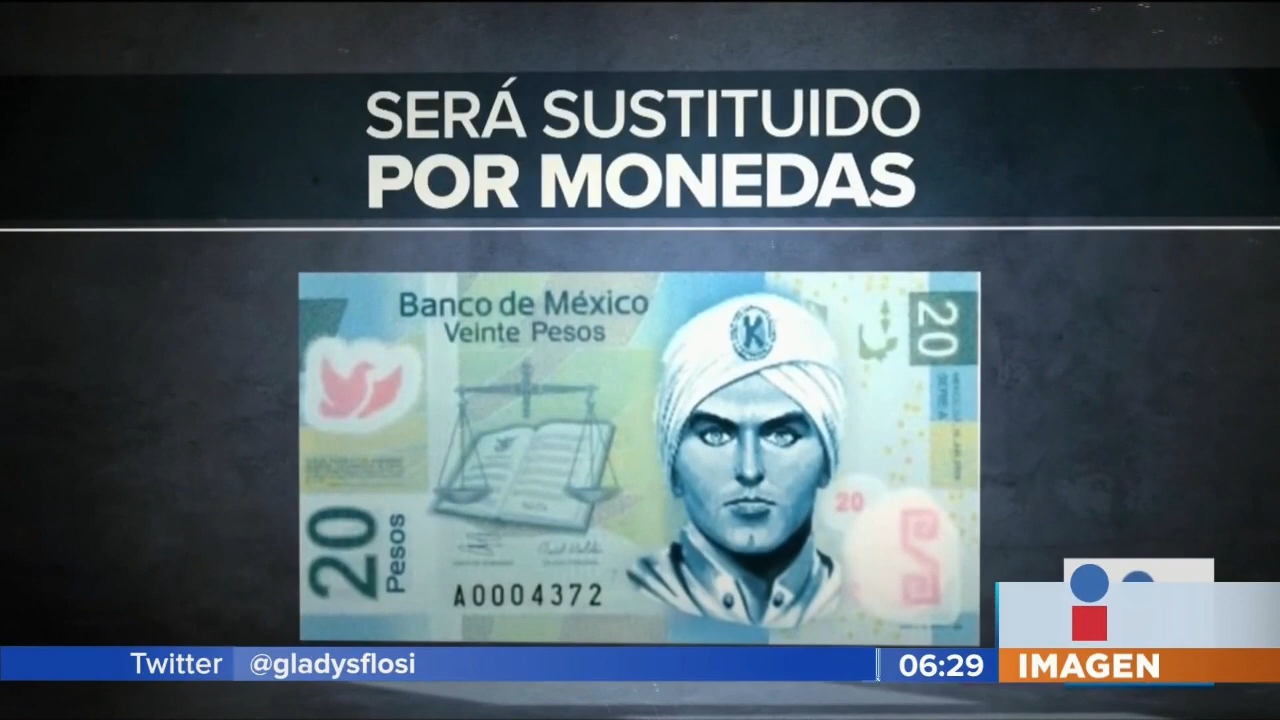 SERÁ SUSTITUIDO
POR MONEDAS
Banco de México
Veinte Pesos
K
20
20
Pesos
20
A0004372
Twitter @gladysflosi
06:29
IMAGEN